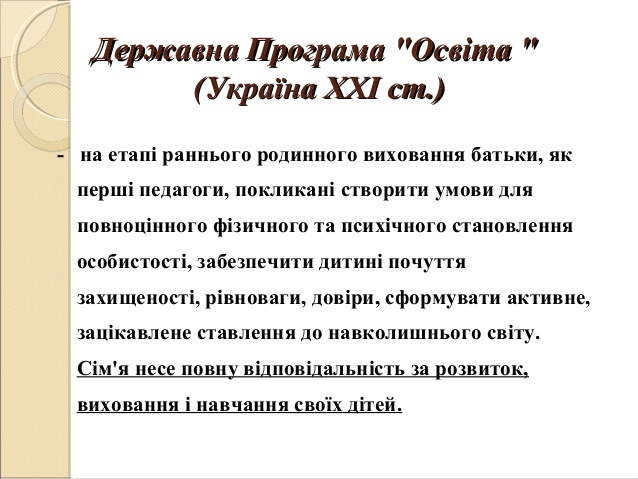 Державна Програма "Освіта "
(Україна XXI ст.)
- на етапі раннього родинного виховання батьки, як
перші педагоги, покликані створити умови для
повноцінного фізичного та психічного становлення
особистості, забезпечити дитині почуття
захищеності, рівноваги, довіри, сформувати активне,
зацікавлене ставлення до навколишнього світу.
Сім'я несе повну відповідальність за розвиток,
виховання і навчання своїх дітей.